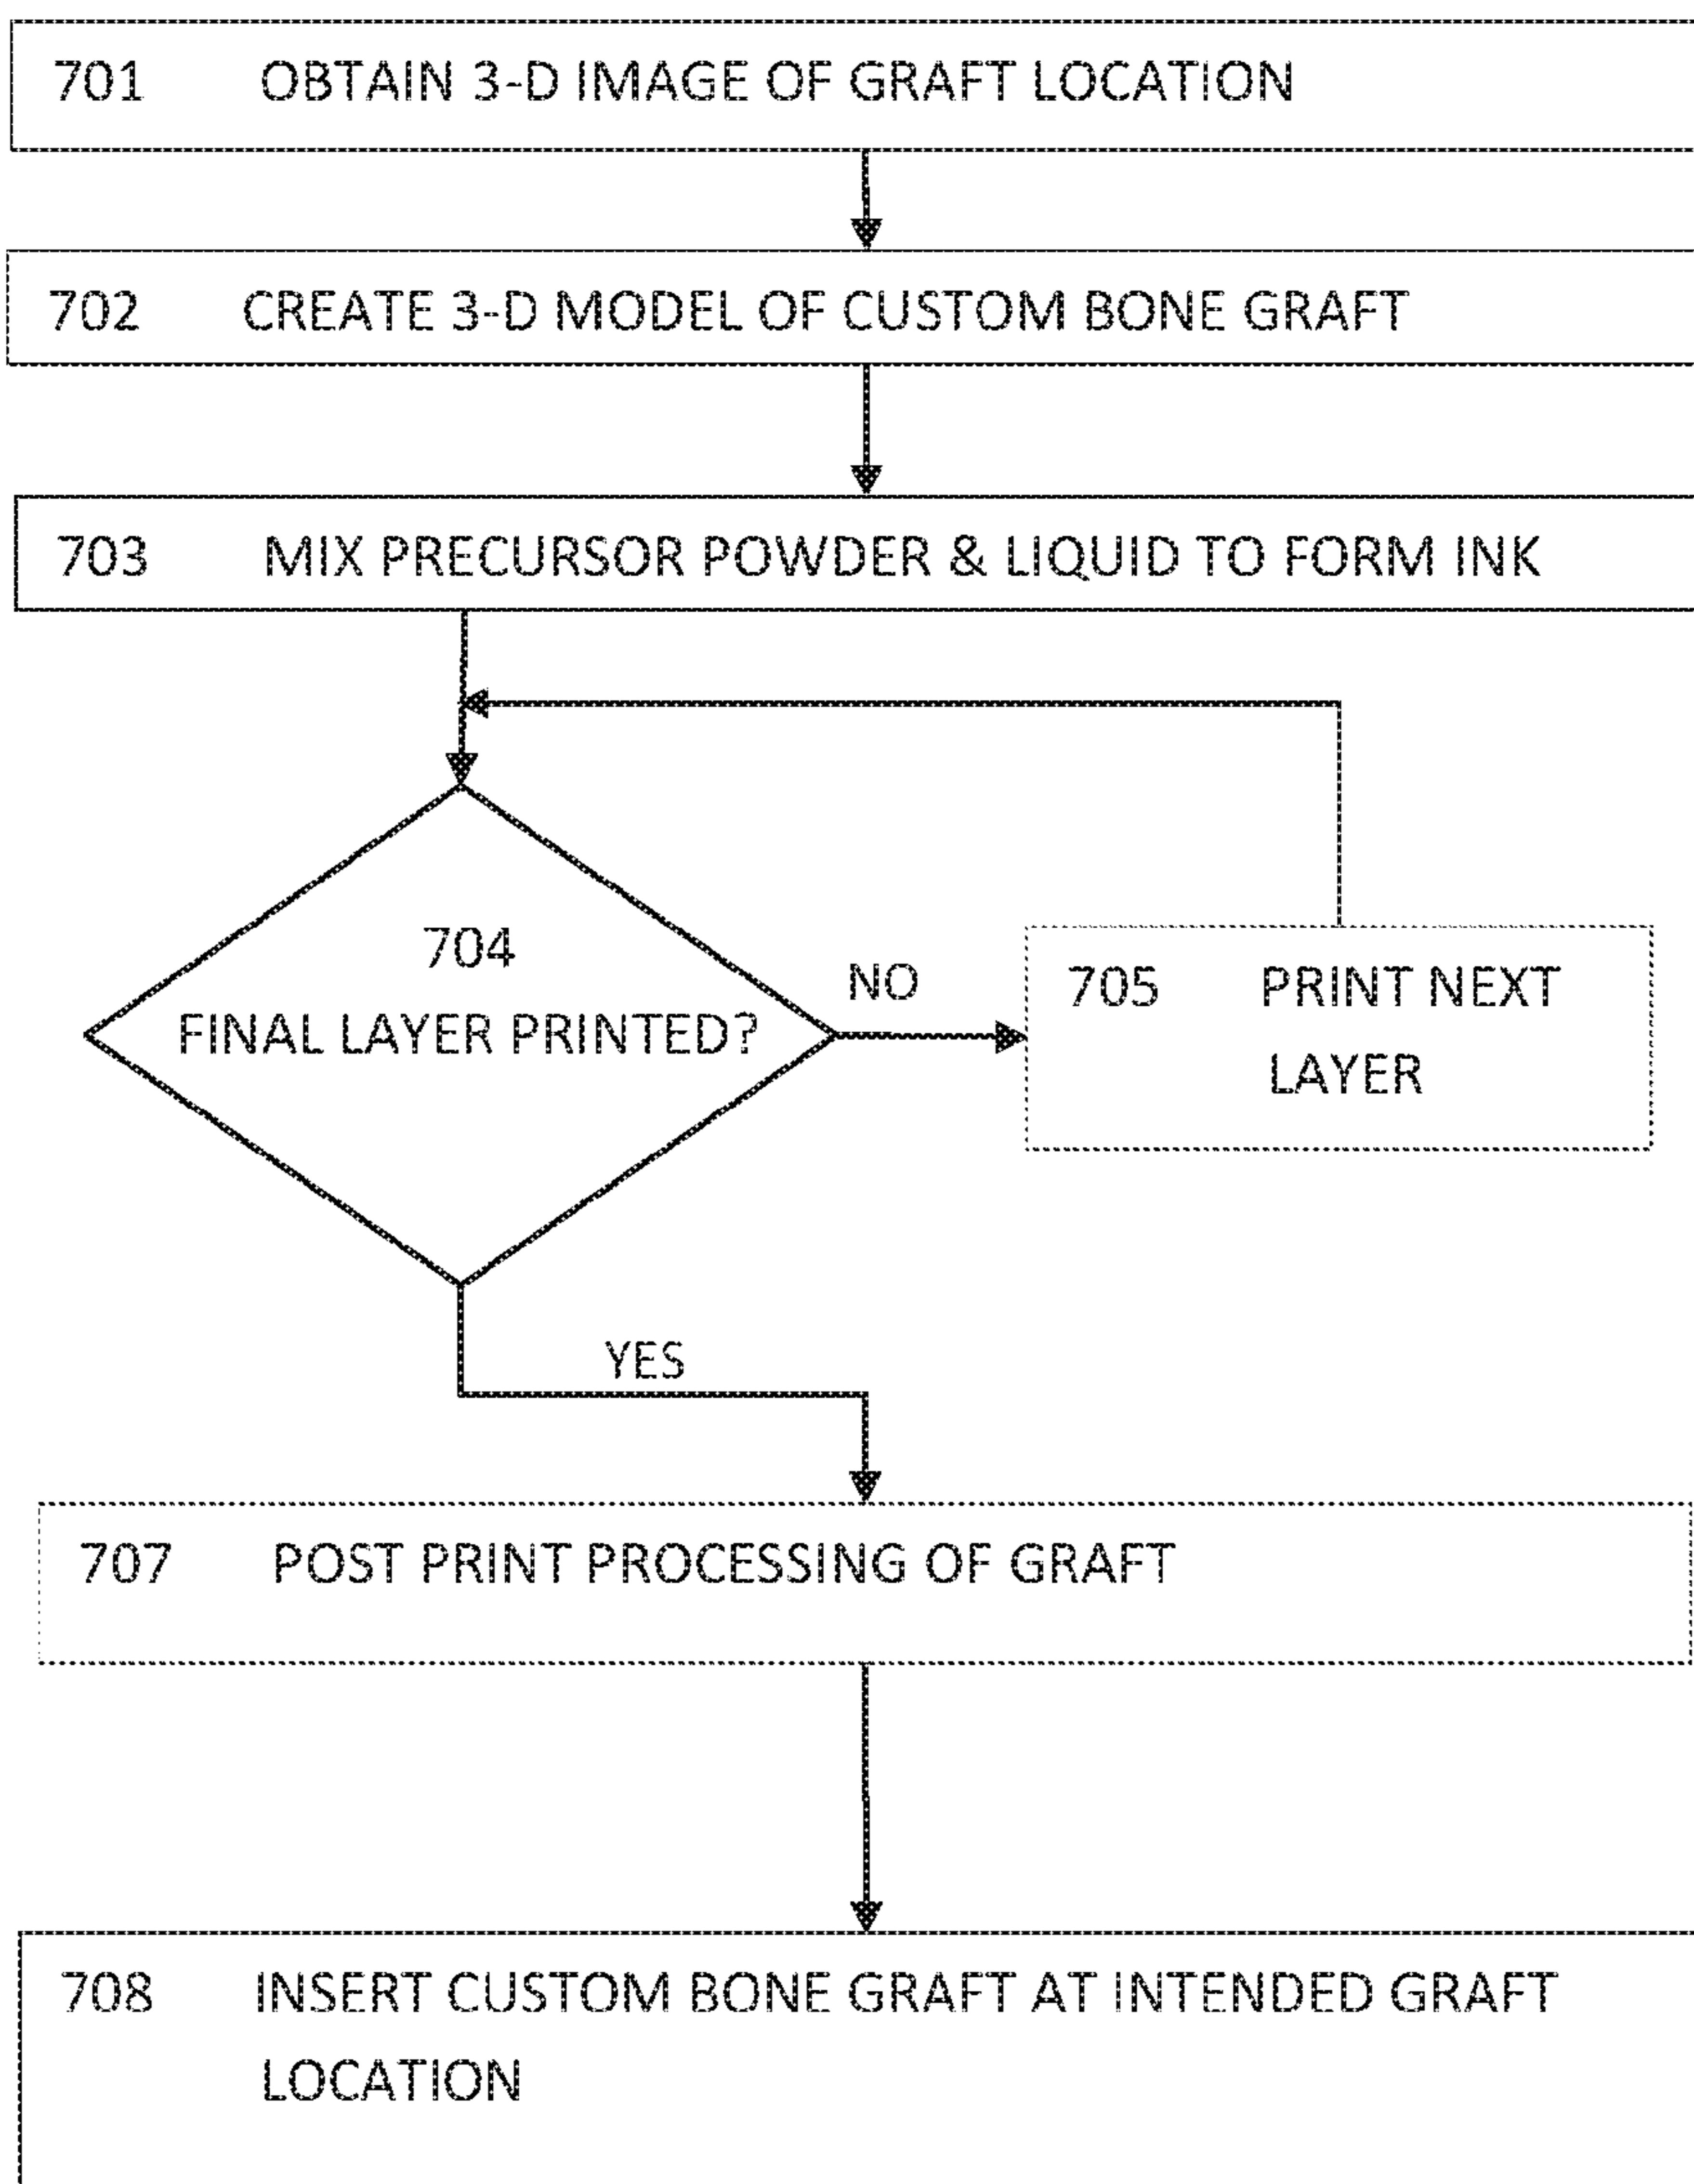 701 OBTAIN 3-D IMAGE OF GRAFT LOCATION
702 CREATE 3-D MODEL OF CUSTOM BONE GRAFT
703 MIX PRECURSOR POWDER & LIQUID TO FORM INK
704
FINAL LAYER PRINTED?
NO
705 PRINT NEXT
LAYER
YES
707 POST PRINT PROCESSING OF GRAFT
708 INSERT CUSTOM BONE GRAFT AT INTENDED GRAFT
LOCATION